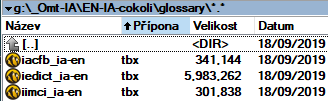 g:\_Omt-IA\EN-IA-cokoli\glossary\*.*
Název Přípona Velikost Datum
[..] <DIR> 18/09/2019
iacfb_ia-en tbx 341,144 18/09/2019
iedict_ia-en tbx 5,983,262 18/09/2019
iimci_ia-en tbx 301,838 18/09/2019